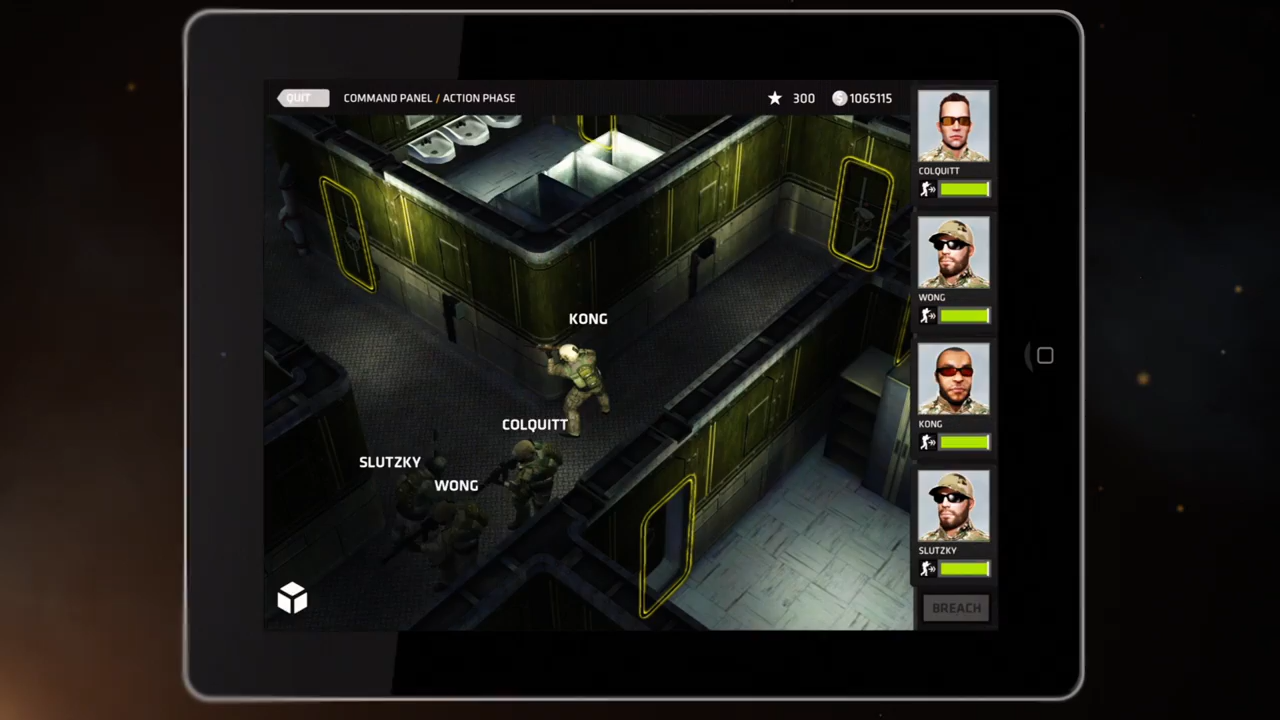 QUIT
COMMAND PANEL / ACTION PHASE
300
$ 1065115
COLQUITT
WONG
KONG
SLUTZKY
BREACH
KONG
COLQUITT
SLUTZKY
WONG